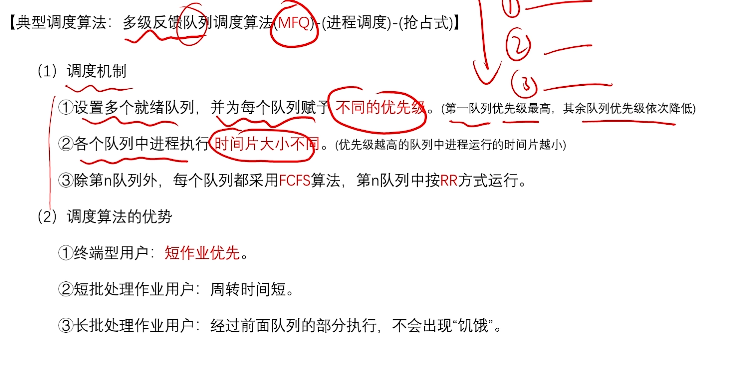 【典型调度算法：多级反馈队列调度算法(MFQ)-(进程调度)-(抢占式)】
①
②
③
（1）调度机制
①设置多个就绪队列，并为每个队列赋予 不同的优先级。(第一队列优先级最高，其余队列优先级依次降低)
②各个队列中进程执行 时间片大小不同。(优先级越高的队列中进程运行的时间片越小)
③除第n队列外，每个队列都采用FCFS算法，第n队列中按RR方式运行。
（2）调度算法的优势
①终端型用户：短作业优先。
②短批处理作业用户：周转时间短。
③长批处理作业用户：经过前面队列的部分执行，不会出现“饥饿”。